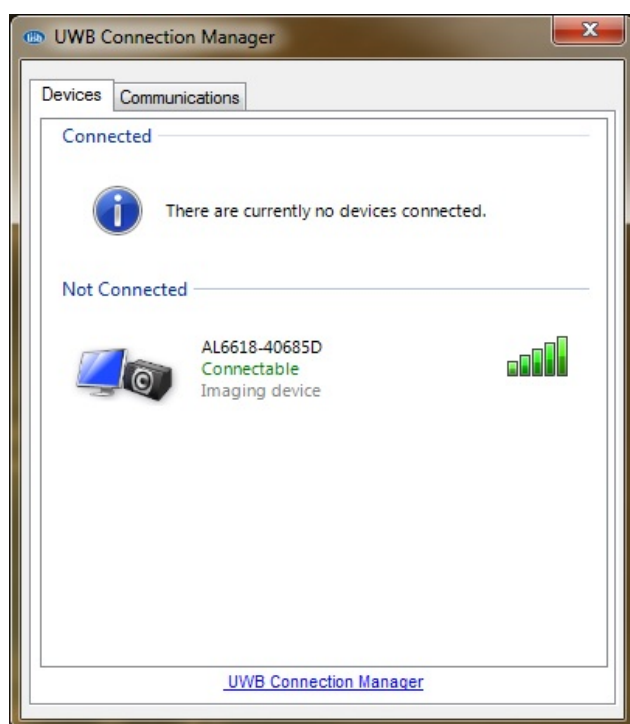 UWB Connection Manager
Devices Communications
Connected
There are currently no devices connected.
Not Connected
AL6618-40685D
Connectable
Imaging device
UWB Connection Manager